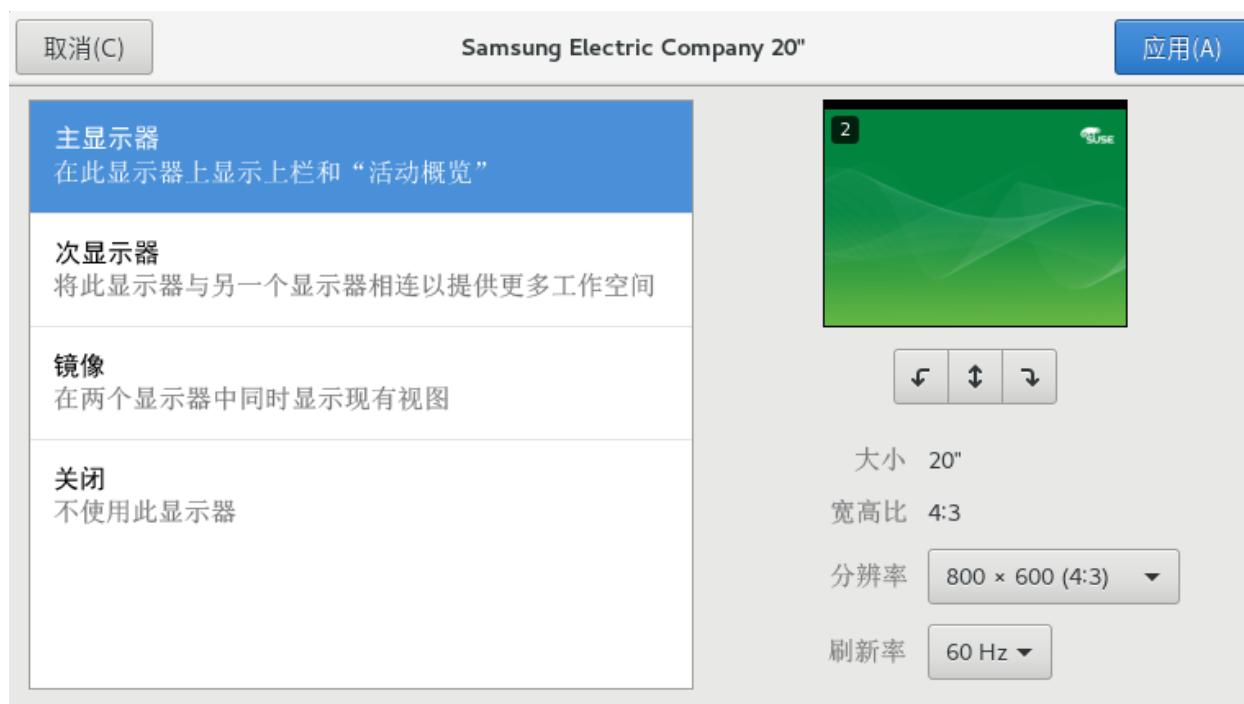 取消(C)
Samsung Electric Company 20"
应用(A)
主显示器
在此显示器上显示上栏和“活动概览”
次显示器
将此显示器与另一个显示器相连以提供更多工作空间
镜像
在两个显示器中同时显示现有视图
关闭
不使用此显示器
2
SUSE
大小 20"
宽高比 4:3
分辨率 800 × 600 (4:3)
刷新率 60 Hz